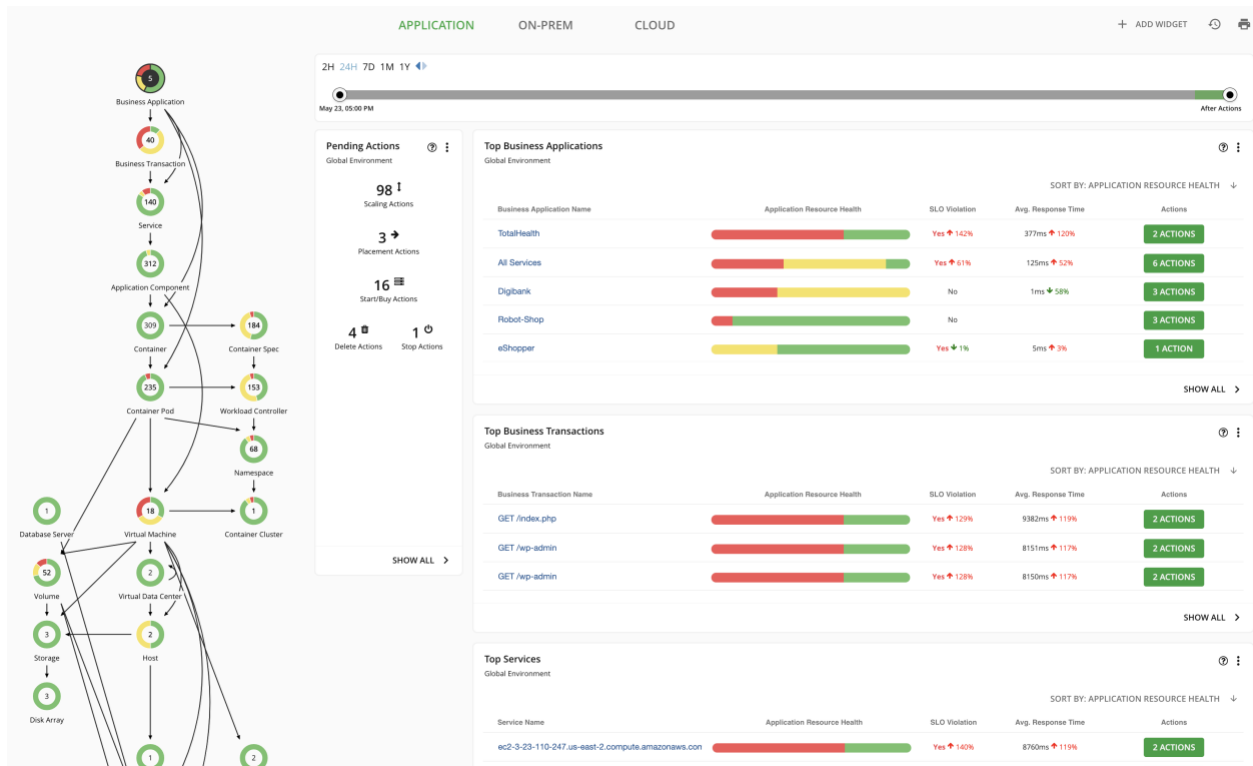 APPLICATION ON-PREM CLOUD
ADD WIDGET
5
Business Application
40
Business Transaction
140
Service
312
Application Component
309
Container
184
Container Spec
235
Container Pod
153
Workload Controller
68
Namespace
1
Database Server
18
Virtual Machine
1
Container Cluster
52
Volume
2
Virtual Data Center
3
Storage
2
Host
3
Disk Array
1
2
2H 24H 7D 1M 1Y
May 23, 05:00 PM
After Actions
Pending Actions
Global Environment
98
Scaling Actions
3
Placement Actions
16
Start/Buy Actions
4
Delete Actions
1
Stop Actions
SHOW ALL
Top Business Applications
Global Environment
SORT BY: APPLICATION RESOURCE HEALTH
Business Application Name Application Resource Health SLO Violation Avg. Response Time Actions
TotalHealth Yes 142% 377ms 120% 2 ACTIONS
All Services Yes 61% 125ms 52% 6 ACTIONS
Digibank No 1ms 58% 3 ACTIONS
Robot-Shop No 3 ACTIONS
eShopper Yes 1% 5ms 3% 1 ACTION
SHOW ALL
Top Business Transactions
Global Environment
SORT BY: APPLICATION RESOURCE HEALTH
Business Transaction Name Application Resource Health SLO Violation Avg. Response Time Actions
GET /index.php Yes 129% 9382ms 119% 2 ACTIONS
GET /wp-admin Yes 128% 8151ms 117% 2 ACTIONS
GET /wp-admin Yes 128% 8150ms 117% 2 ACTIONS
SHOW ALL
Top Services
Global Environment
SORT BY: APPLICATION RESOURCE HEALTH
Service Name Application Resource Health SLO Violation Avg. Response Time Actions
ec2-3-23-110-247.us-east-2.compute.amazonaws.con Yes 140% 8760ms 119% 2 ACTIONS